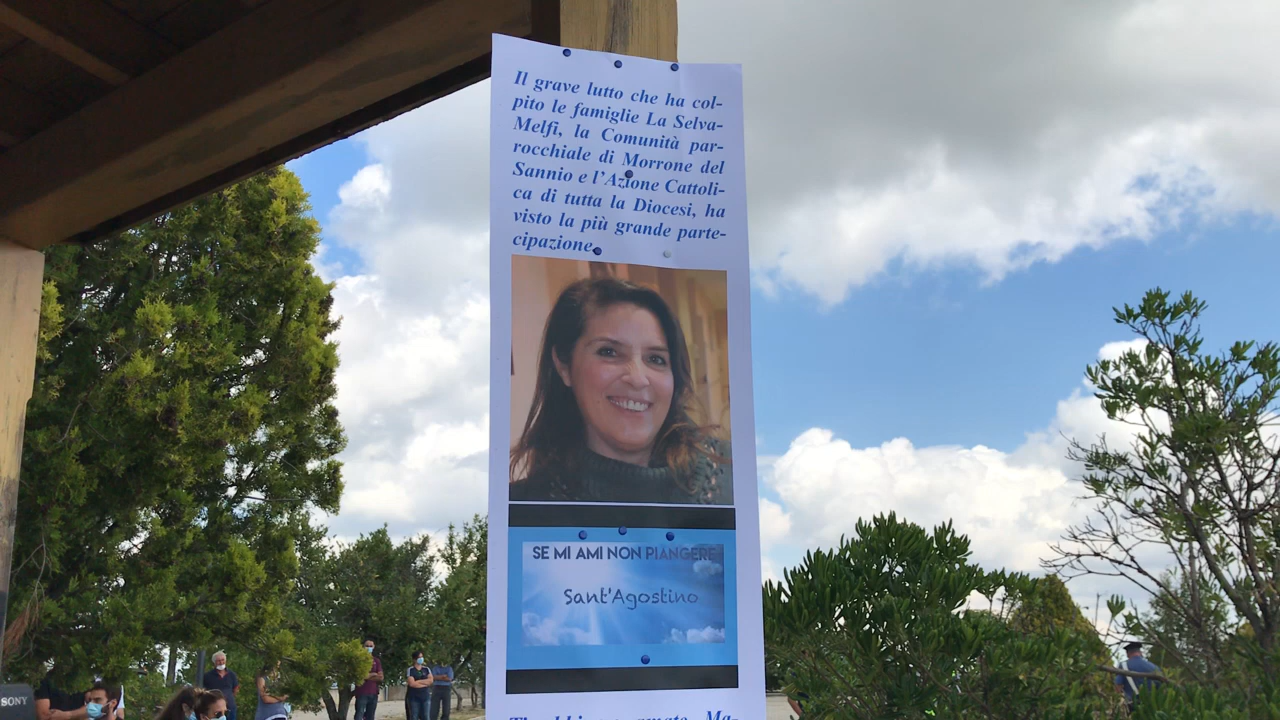 Il grave lutto che ha col-
pito le famiglie La Selva-
Melfi, la Comunità par-
rocchiale di Morrone del
Sannio e l'Azione Cattoli-
ca di tutta la Diocesi, ha
visto la più grande parte-
cipazione
SE MI AMI NON PIANGERE
Sant'Agostino
SONY